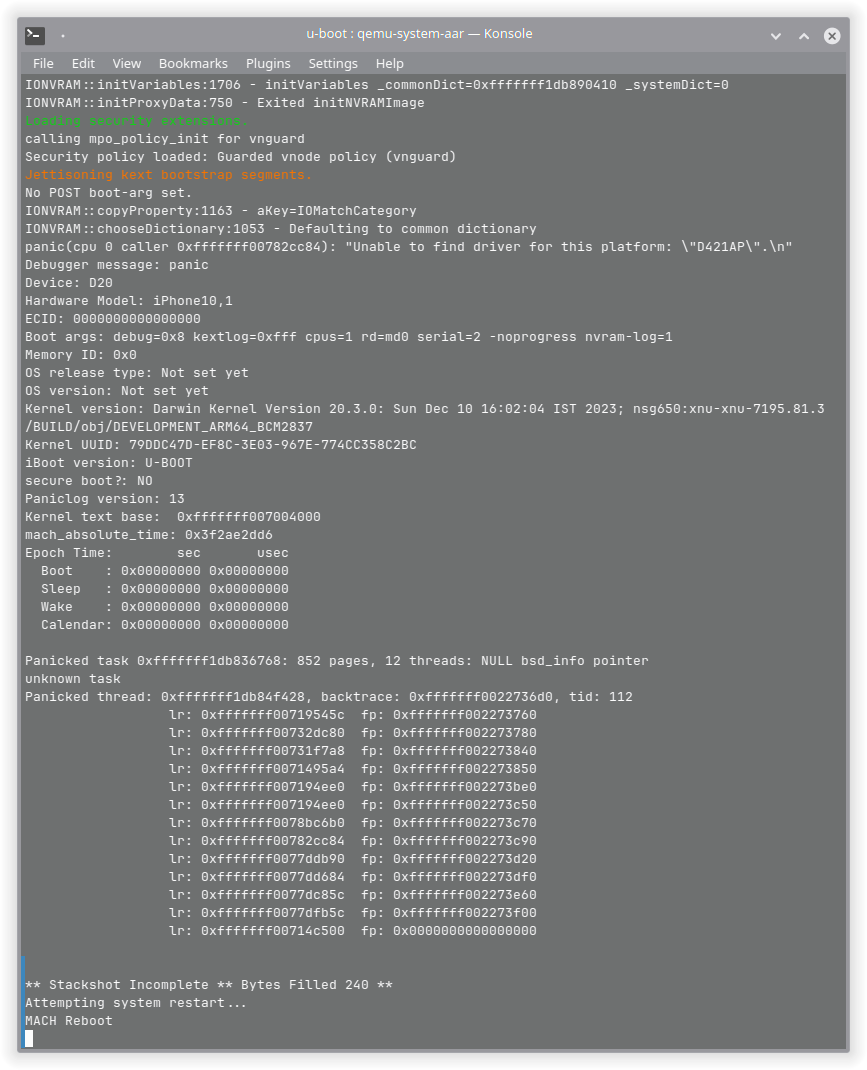 u-boot : qemu-system-aar — Konsole
File Edit View Bookmarks Plugins Settings Help
IONVRAM::initVariables:1706 - initVariables _commonDict=0xfffffff1db890410 _systemDict=0
IONVRAM::initProxyData:750 - Exited initNVRAMImage
Loading security extensions.
calling mpo_policy_init for vnguard
Security policy loaded: Guarded vnode policy (vnguard)
Jettisoning kext bootstrap segments.
No POST boot-arg set.
IONVRAM::copyProperty:1163 - aKey=IOMatchCategory
IONVRAM::chooseDictionary:1053 - Defaulting to common dictionary
panic(cpu 0 caller 0xfffffff00782cc84): "Unable to find driver for this platform: \"D421AP\".\n"
Debugger message: panic
Device: D20
Hardware Model: iPhone10,1
ECID: 0000000000000000
Boot args: debug=0x8 kextlog=0xfff cpus=1 rd=md0 serial=2 -noprogress nvram-log=1
Memory ID: 0x0
OS release type: Not set yet
OS version: Not set yet
Kernel version: Darwin Kernel Version 20.3.0: Sun Dec 10 16:02:04 IST 2023; nsg650:xnu-xnu-7195.81.3
/BUILD/obj/DEVELOPMENT_ARM64_BCM2837
Kernel UUID: 79DDC47D-EF8C-3E03-967E-774CC358C2BC
iBoot version: U-BOOT
secure boot?: NO
Paniclog version: 13
Kernel text base:  0xfffffff007004000
mach_absolute_time: 0x3f2ae2dd6
Epoch Time:        sec       usec
  Boot    : 0x00000000 0x00000000
  Sleep   : 0x00000000 0x00000000
  Wake    : 0x00000000 0x00000000
  Calendar: 0x00000000 0x00000000
Panicked task 0xfffffff1db836768: 852 pages, 12 threads: NULL bsd_info pointer
unknown task
Panicked thread: 0xfffffff1db84f428, backtrace: 0xfffffff0022736d0, tid: 112
lr: 0xfffffff00719545c  fp: 0xfffffff002273760
lr: 0xfffffff00732dc80  fp: 0xfffffff002273780
lr: 0xfffffff00731f7a8  fp: 0xfffffff002273840
lr: 0xfffffff0071495a4  fp: 0xfffffff002273850
lr: 0xfffffff007194ee0  fp: 0xfffffff002273be0
lr: 0xfffffff007194ee0  fp: 0xfffffff002273c50
lr: 0xfffffff0078bc6b0  fp: 0xfffffff002273c70
lr: 0xfffffff00782cc84  fp: 0xfffffff002273c90
lr: 0xfffffff0077ddb90  fp: 0xfffffff002273d20
lr: 0xfffffff0077dd684  fp: 0xfffffff002273df0
lr: 0xfffffff0077dc85c  fp: 0xfffffff002273e60
lr: 0xfffffff0077dfb5c  fp: 0xfffffff002273f00
lr: 0xfffffff00714c500  fp: 0x0000000000000000
** Stackshot Incomplete ** Bytes Filled 240 **
Attempting system restart...
MACH Reboot